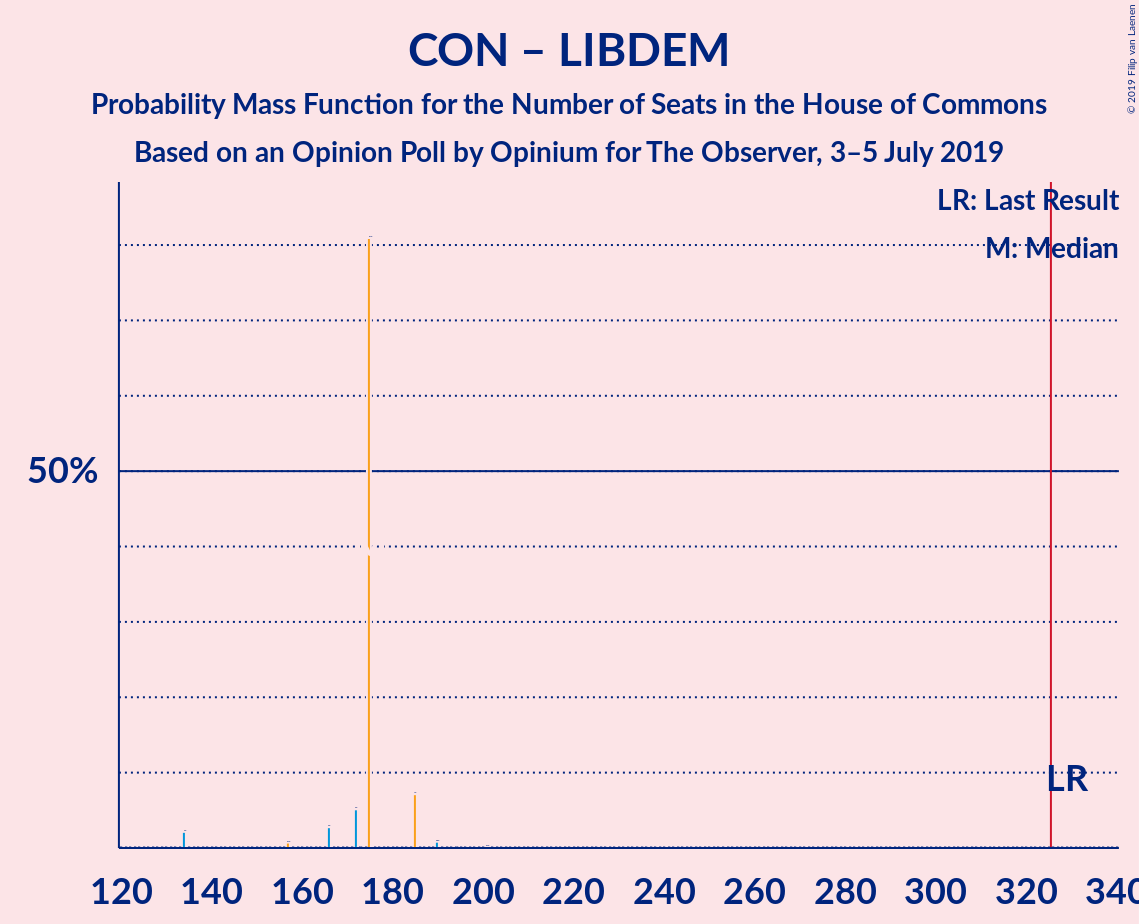 CON – LIBDEM
Probability Mass Function for the Number of Seats in the House of Commons
Based on an Opinion Poll by Opinium for The Observer, 3–5 July 2019
© 2019 Filip van Laenen
LR: Last Result
M: Median
50%
LR
120 140 160 180 200 220 240 260 280 300 320 340